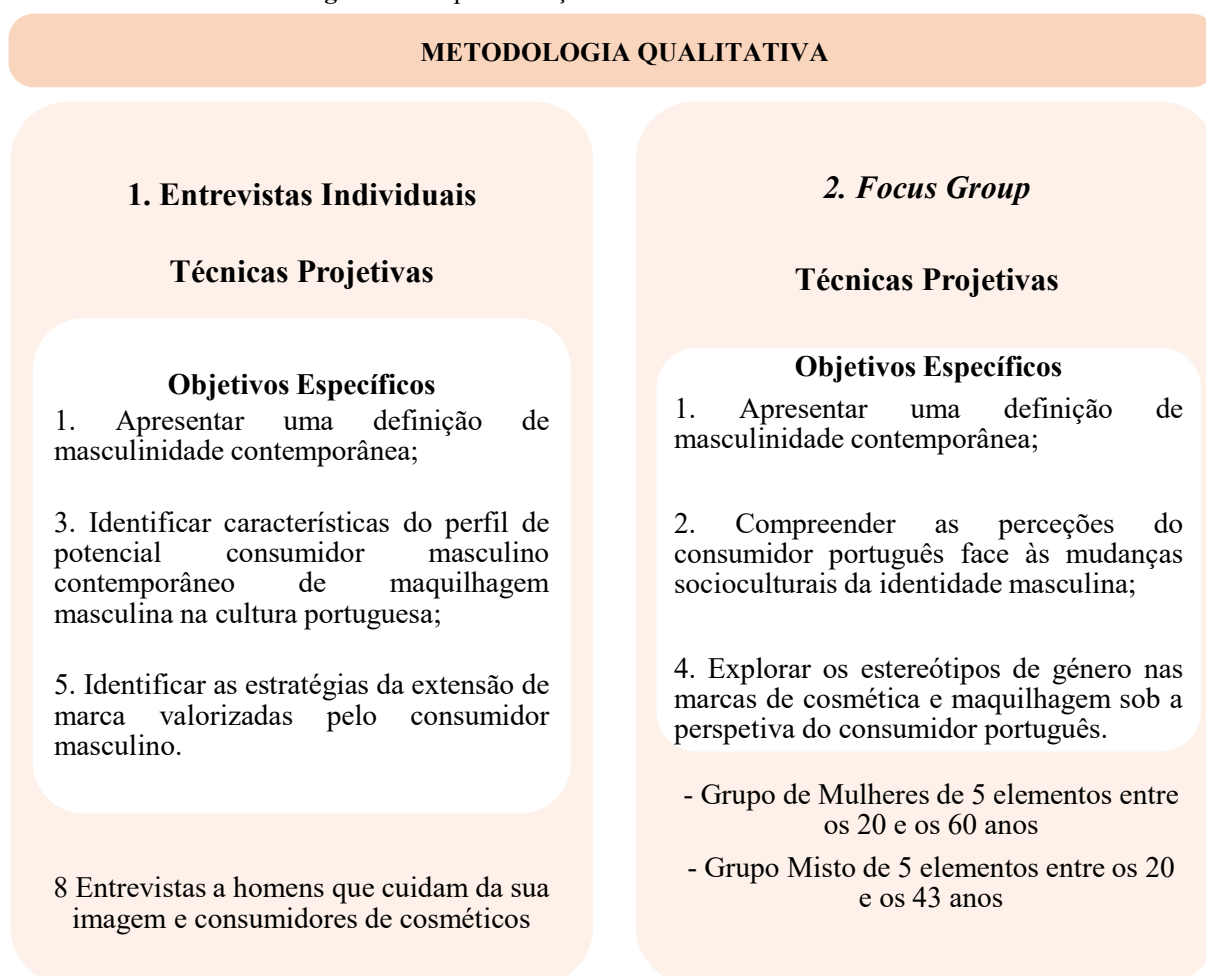 METODOLOGIA QUALITATIVA
1. Entrevistas Individuais
Técnicas Projetivas
Objetivos Específicos
1. Apresentar uma definição de
masculinidade contemporânea;
3. Identificar características do perfil de
potencial consumidor masculino
contemporâneo de maquilhagem
masculina na cultura portuguesa;
5. Identificar as estratégias da extensão de
marca valorizadas pelo consumidor
masculino.
8 Entrevistas a homens que cuidam da sua
imagem e consumidores de cosméticos
2. Focus Group
Técnicas Projetivas
Objetivos Específicos
1. Apresentar uma definição de
masculinidade contemporânea;
2. Compreender as perceções do
consumidor português face às mudanças
socioculturais da identidade masculina;
4. Explorar os estereótipos de género nas
marcas de cosmética e maquilhagem sob a
perspetiva do consumidor português.
- Grupo de Mulheres de 5 elementos entre
os 20 e os 60 anos
- Grupo Misto de 5 elementos entre os 20
e os 43 anos